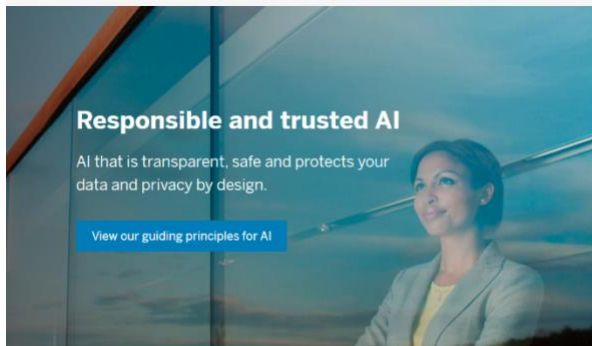 Responsible and trusted AI
AI that is transparent, safe and protects your
data and privacy by design.
View our guiding principles for AI